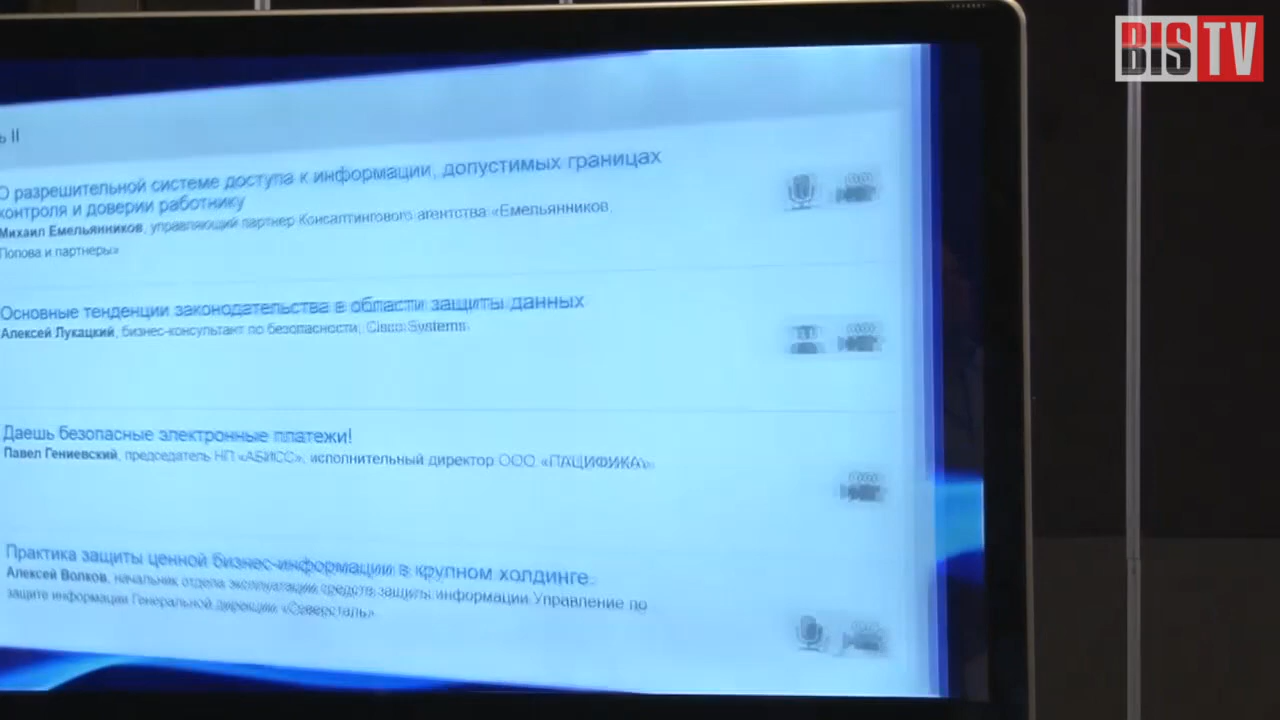 BIS TV
ь II
О разрешительной системе доступа к информации, допустимых границах
контроля и доверии работнику
Михаил Емельянников, управляющий партнер Консалтингового агентства «Емельянников,
Попова и партнеры»
Основные тенденции законодательства в области защиты данных
Алексей Лукацкий, бизнес-консультант по безопасности, Cisco Systems
Даешь безопасные электронные платежи!
Павел Гениевский, председатель НП «АБИСС», исполнительный директор ООО «ПАЦИФИКА»
Практика защиты ценной бизнес-информации в крупном холдинге
Алексей Волков, начальник отдела эксплуатации средств защиты информации Управление по
защите информации Генеральной дирекции «Северсталь»